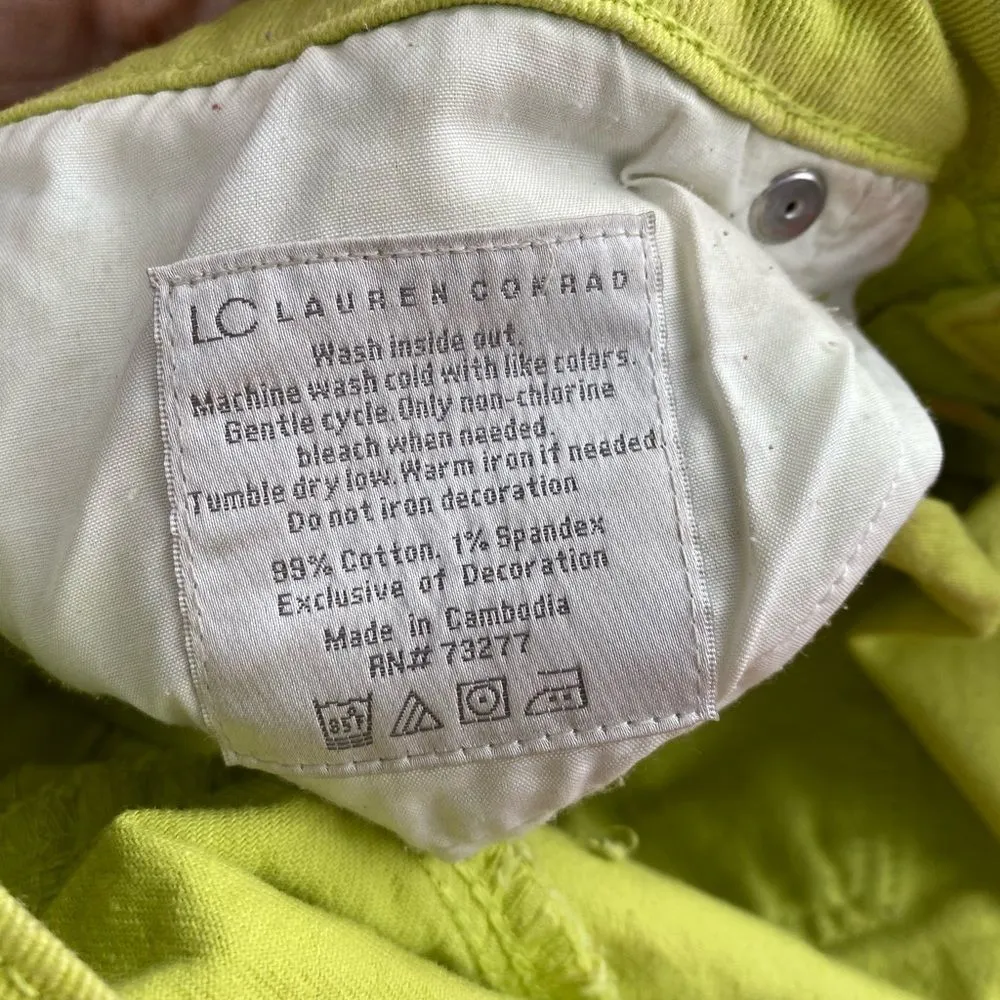 LC LAUREN CONRAD
Wash inside out.
Machine wash cold with like colors.
Gentle cycle. Only non-chlorine
bleach when needed.
Tumble dry low. Warm iron if needed.
Do not iron decoration
99% Cotton, 1% Spandex
Exclusive of Decoration
Made in Cambodia
RN# 73277
85°F